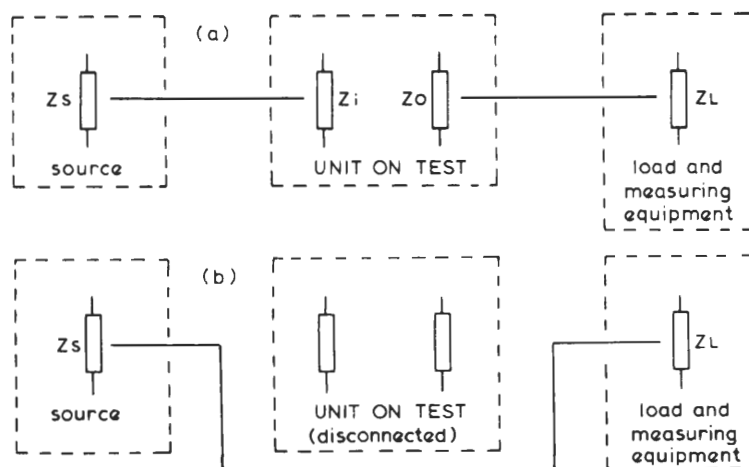 (a)
Zs
Zi
Zo
ZL
source
UNIT ON TEST
load and
measuring
equipment
(b)
Zs
ZL
source
UNIT ON TEST
(disconnected)
load and
measuring
equipment